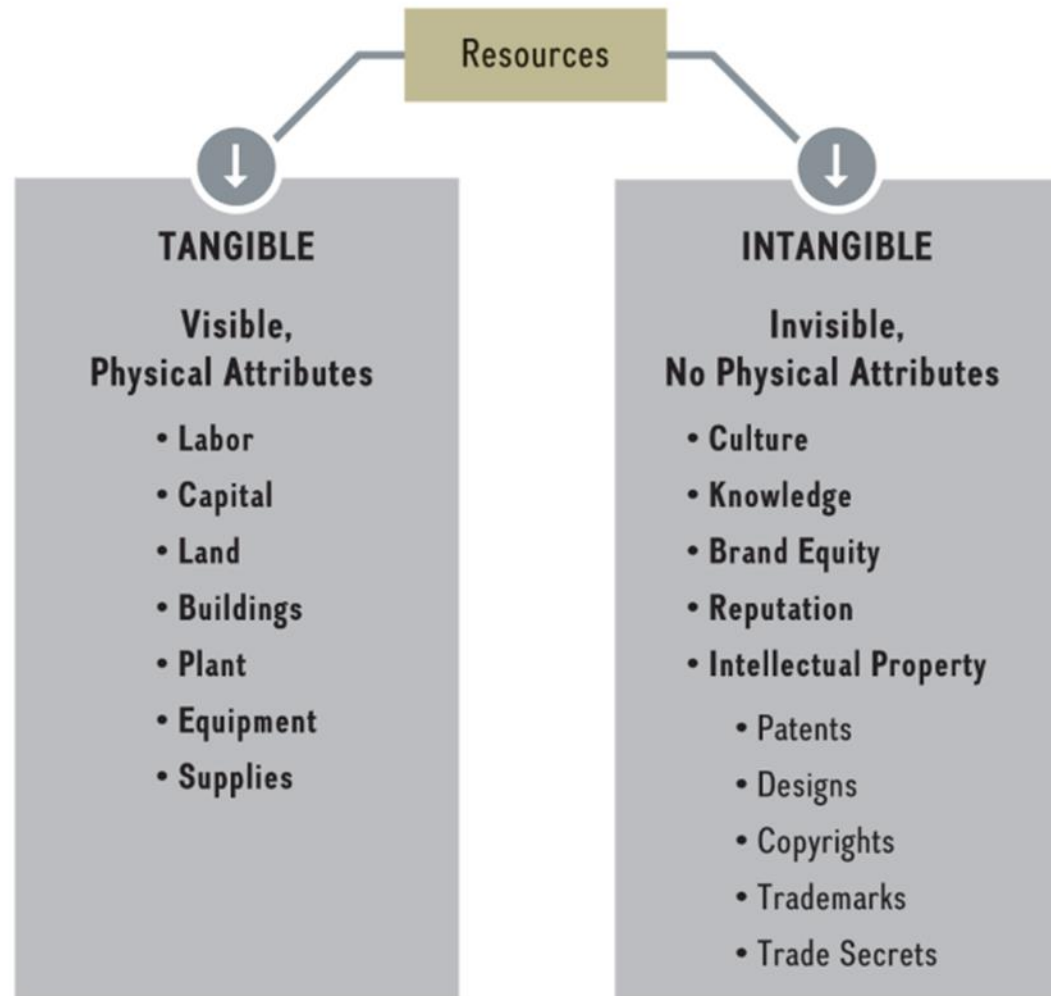 Resources
TANGIBLE
Visible,
Physical Attributes
• Labor
• Capital
• Land
• Buildings
• Plant
• Equipment
• Supplies
INTANGIBLE
Invisible,
No Physical Attributes
• Culture
• Knowledge
• Brand Equity
• Reputation
• Intellectual Property
• Patents
• Designs
• Copyrights
• Trademarks
• Trade Secrets